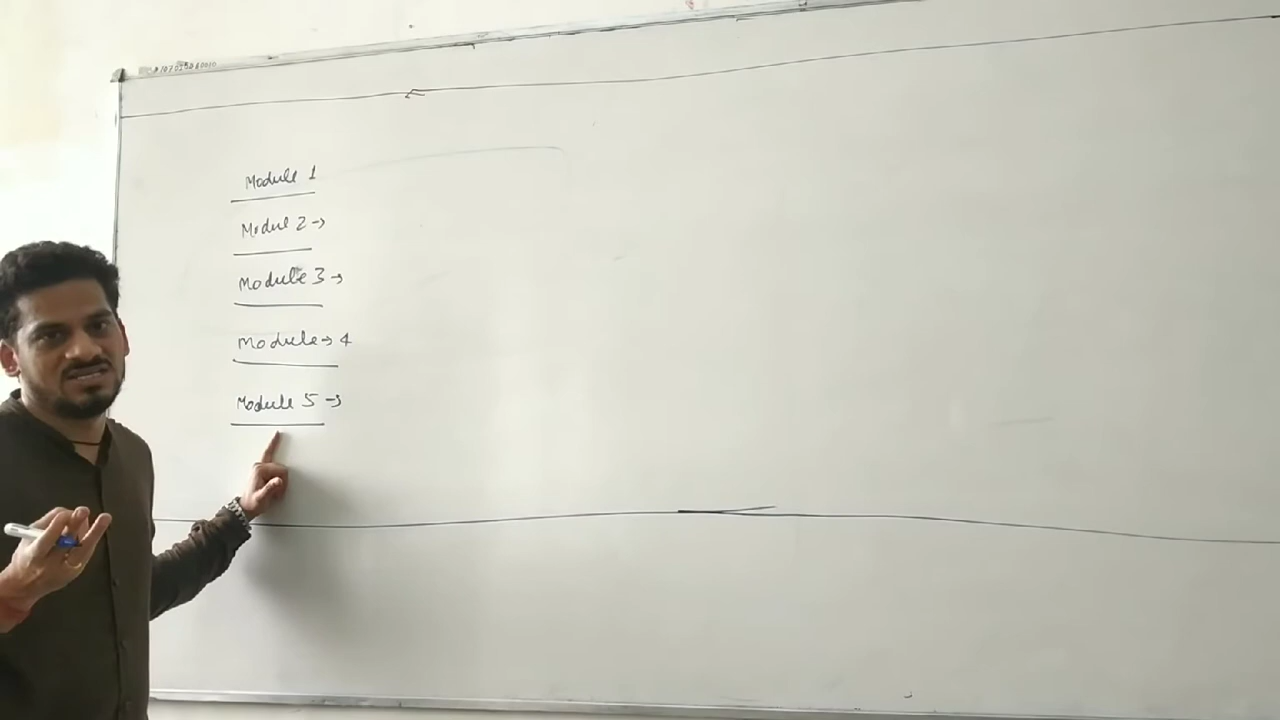 Module 1
Modul 2 →
Module 3 →
Module → 4
Module 5 →